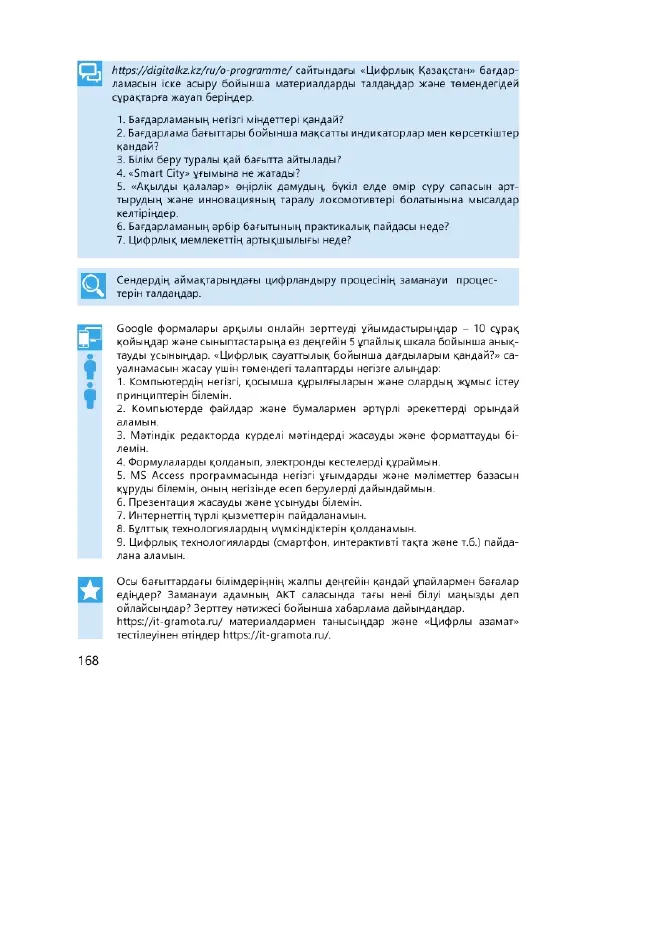 https://digitalkz.kz/ru/o-programme/ сайтындағы «Цифрлық Қазақстан» бағдар-
ламасын іске асыру бойынша материалдарды талдаңдар және төмендегідей
сұрақтарға жауап беріңдер.
1. Бағдарламаның негізгі міндеттері қандай?
2. Бағдарлама бағыттары бойынша мақсатты индикаторлар мен көрсеткіштер
қандай?
3. Білім беру туралы қай бағытта айтылады?
4. «Smart City» ұғымына не жатады?
5. «Ақылды қалалар» өңірлік дамудың, бүкіл елде өмір сүру сапасын арт-
тырудың және инновацияның таралу локомотивтері болатынына мысалдар
келтіріңдер.
6. Бағдарламаның әрбір бағытының практикалық пайдасы неде?
7. Цифрлық мемлекеттің артықшылығы неде?
Сендердің аймақтарыңдағы цифрландыру процесінің заманауи процес-
терін талдаңдар.
Google формалары арқылы онлайн зерттеуді ұйымдастырыңдар – 10 сұрақ
қойыңдар және сыныптастарыңа өз деңгейін 5 ұпайлық шкала бойынша анық-
тауды ұсыныңдар. «Цифрлық сауаттылық бойынша дағдыларым қандай?» са-
уалнамасын жасау үшін төмендегі талаптарды негізге алыңдар:
1. Компьютердің негізгі, қосымша құрылғыларын және олардың жұмыс істеу
принциптерін білемін.
2. Компьютерде файлдар және бумалармен әртүрлі әрекеттерді орындай
аламын.
3. Мәтіндік редакторда күрделі мәтіндерді жасауды және форматтауды бі-
лемін.
4. Формулаларды қолданып, электронды кестелерді құраймын.
5. MS Access программасында негізгі ұғымдарды және мәліметтер базасын
құруды білемін, оның негізінде есеп берулерді дайындаймын.
6. Презентация жасауды және ұсынуды білемін.
7. Интернеттің түрлі қызметтерін пайдаланамын.
8. Бұлттық технологиялардың мүмкіндіктерін қолданамын.
9. Цифрлық технологияларды (смартфон, интерактивті тақта және т.б.) пайда-
лана аламын.
Осы бағыттардағы білімдеріңнің жалпы деңгейін қандай ұпайлармен бағалар
едіңдер? Заманауи адамның АКТ саласында тағы нені білуі маңызды деп
ойлайсыңдар? Зерттеу нәтижесі бойынша хабарлама дайындаңдар.
https://it-gramota.ru/ материалдармен танысыңдар және «Цифрлы азамат»
тестілеуінен өтіңдер https://it-gramota.ru/.
168